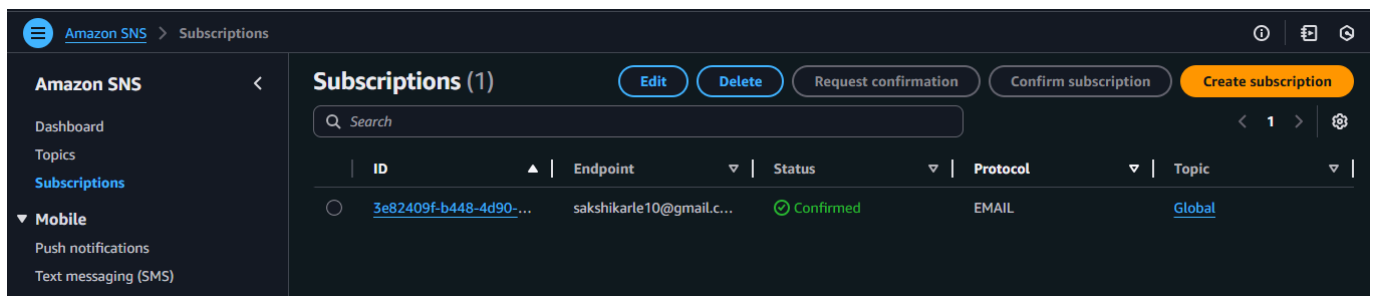 Amazon SNS > Subscriptions
Amazon SNS
Dashboard
Topics
Subscriptions
Mobile
Push notifications
Text messaging (SMS)
Subscriptions (1)
Edit
Delete
Request confirmation
Confirm subscription
Create subscription
Search
1
ID Endpoint Status Protocol Topic
3e82409f-b448-4d90-... sakshikarle10@gmail.c... Confirmed EMAIL Global